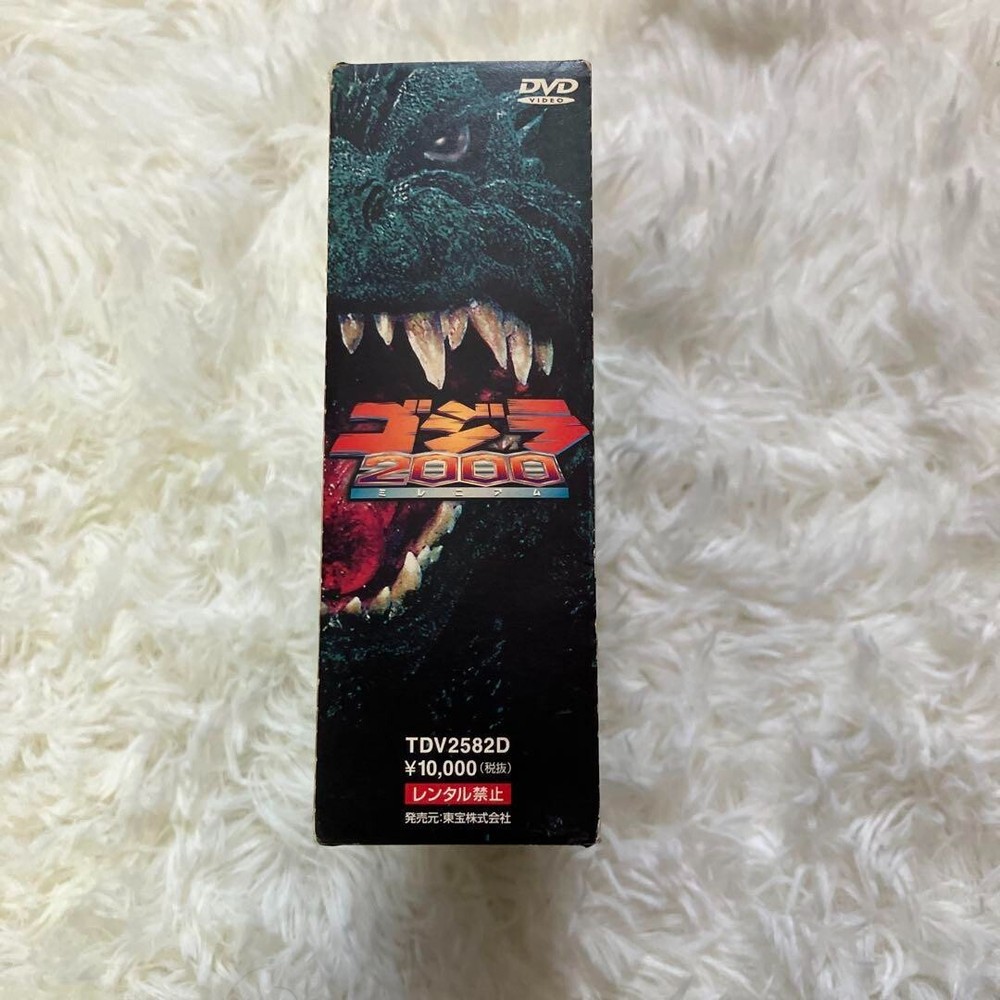 DVD
VIDEO
ゴジラ
2000
ミレニアム
TDV2582D
¥10,000(税抜)
レンタル禁止
発売元:東宝株式会社